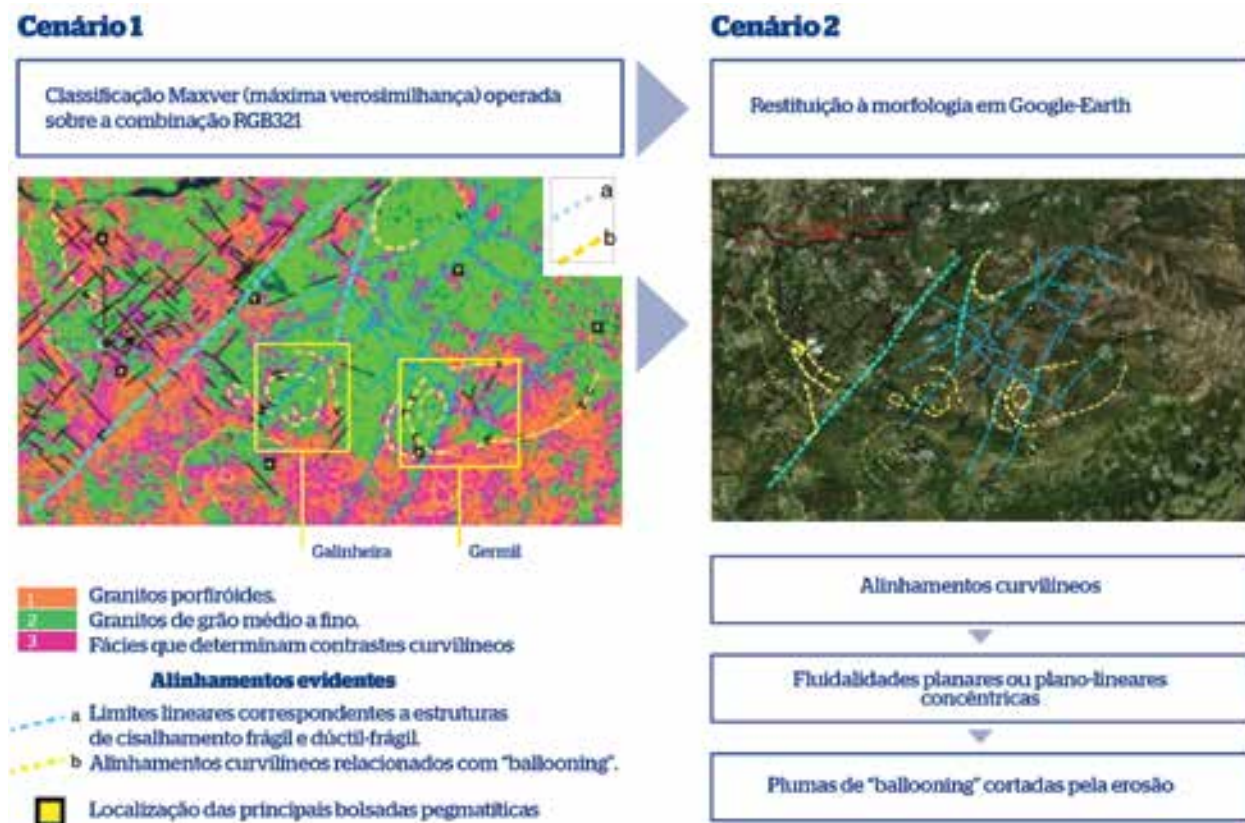 Cenário 1
Classificação Maxver (máxima verosimilhança) operada
sobre a combinação RGB321
a
b
a
Galinheira
Germil
1 Granitos porfiróides.
2 Granitos de grão médio a fino.
3 Fácies que determinam contrastes curvilíneos
Alinhamentos evidentes
a Limites lineares correspondentes a estruturas
de cisalhamento frágil e dúctil-frágil.
b Alinhamentos curvilíneos relacionados com "ballooning".
Localização das principais bolsadas pegmatíticas
Cenário 2
Restituição à morfologia em Google-Earth
Alinhamentos curvilíneos
Fluidalidades planares ou plano-lineares
concêntricas
Plumas de "ballooning" cortadas pela erosão